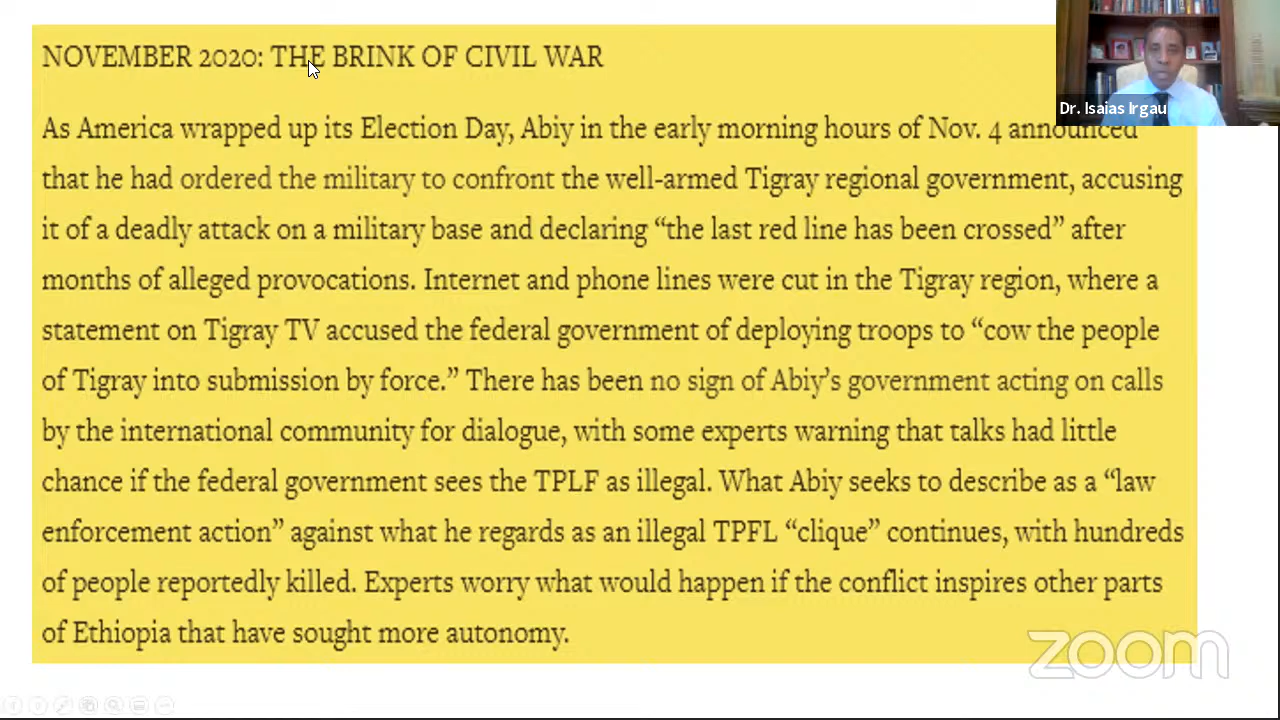 NOVEMBER 2020: THE BRINK OF CIVIL WAR
Dr. Isaias Irgau
As America wrapped up its Election Day, Abiy in the early morning hours of Nov. 4 announced
that he had ordered the military to confront the well-armed Tigray regional government, accusing
it of a deadly attack on a military base and declaring “the last red line has been crossed” after
months of alleged provocations. Internet and phone lines were cut in the Tigray region, where a
statement on Tigray TV accused the federal government of deploying troops to “cow the people
of Tigray into submission by force.” There has been no sign of Abiy’s government acting on calls
by the international community for dialogue, with some experts warning that talks had little
chance if the federal government sees the TPLF as illegal. What Abiy seeks to describe as a “law
enforcement action” against what he regards as an illegal TPFL “clique” continues, with hundreds
of people reportedly killed. Experts worry what would happen if the conflict inspires other parts
of Ethiopia that have sought more autonomy.
zoom